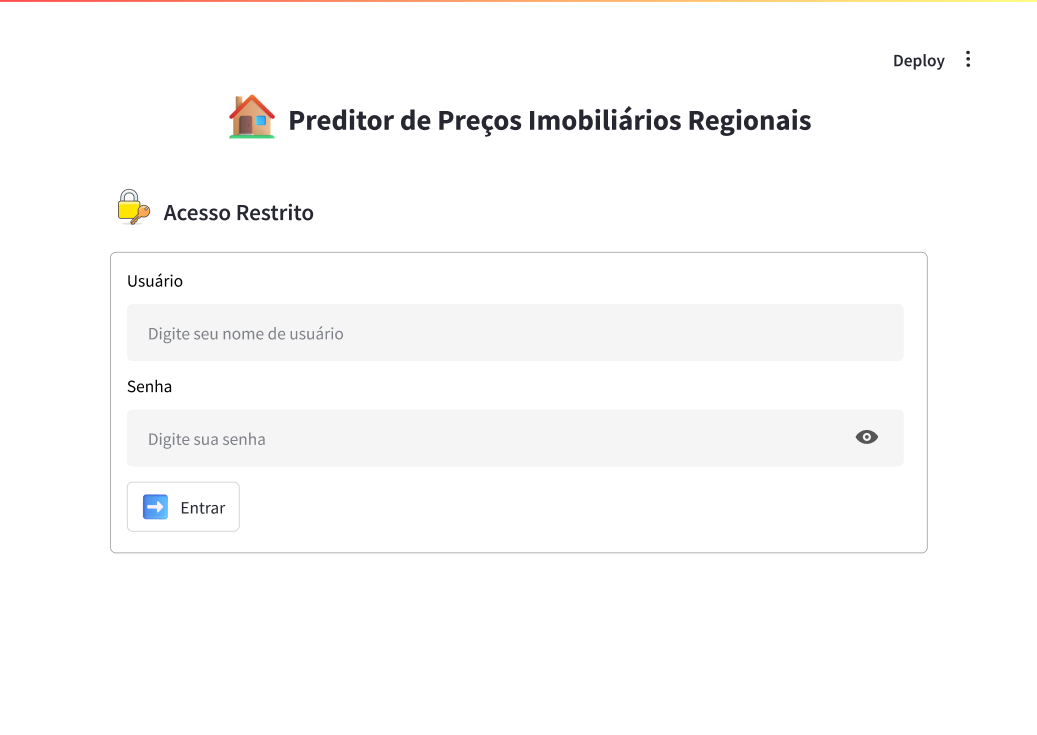 Deploy
Preditor de Preços Imobiliários Regionais
Acesso Restrito
Usuário
Digite seu nome de usuário
Senha
Digite sua senha
Entrar